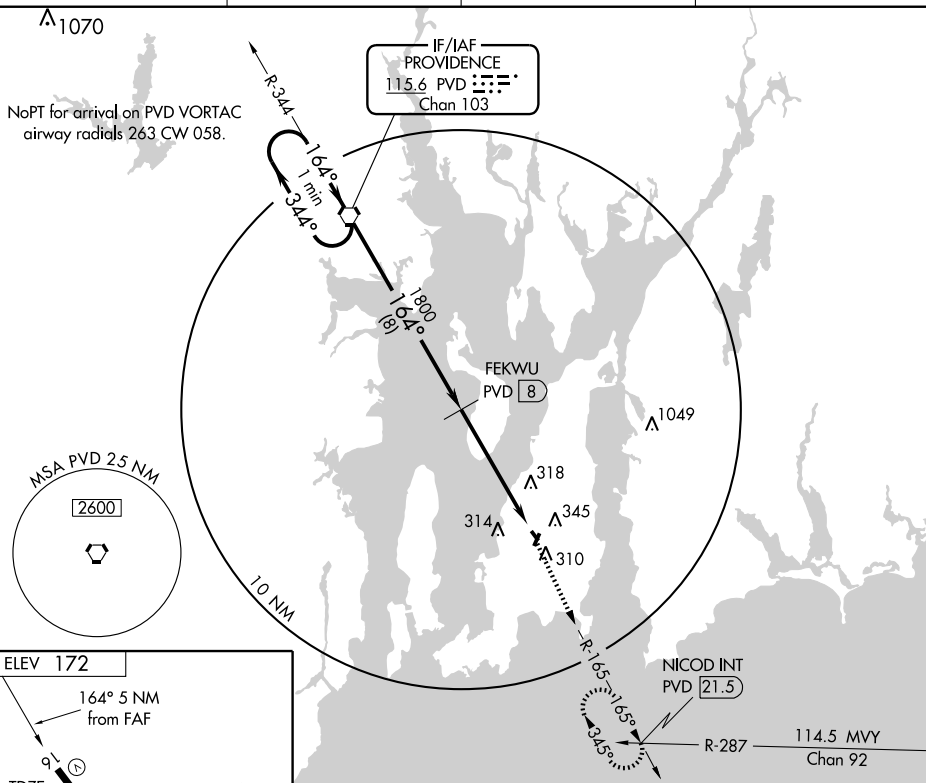 1070
NoPT for arrival on PVD VORTAC
airway radials 263 CW 058.
IF/IAF
PROVIDENCE
115.6 PVD
Chan 103
R-344
164°
1 min
344°
1800
164°
(8)
FEKWU
PVD 8
1049
318
314
345
310
MSA PVD 25 NM
2600
10 NM
R-165
165°
345°
NICOD INT
PVD 21.5
R-287
114.5 MVY
Chan 92
ELEV 172
164° 5 NM
from FAF
16
V
TDZE